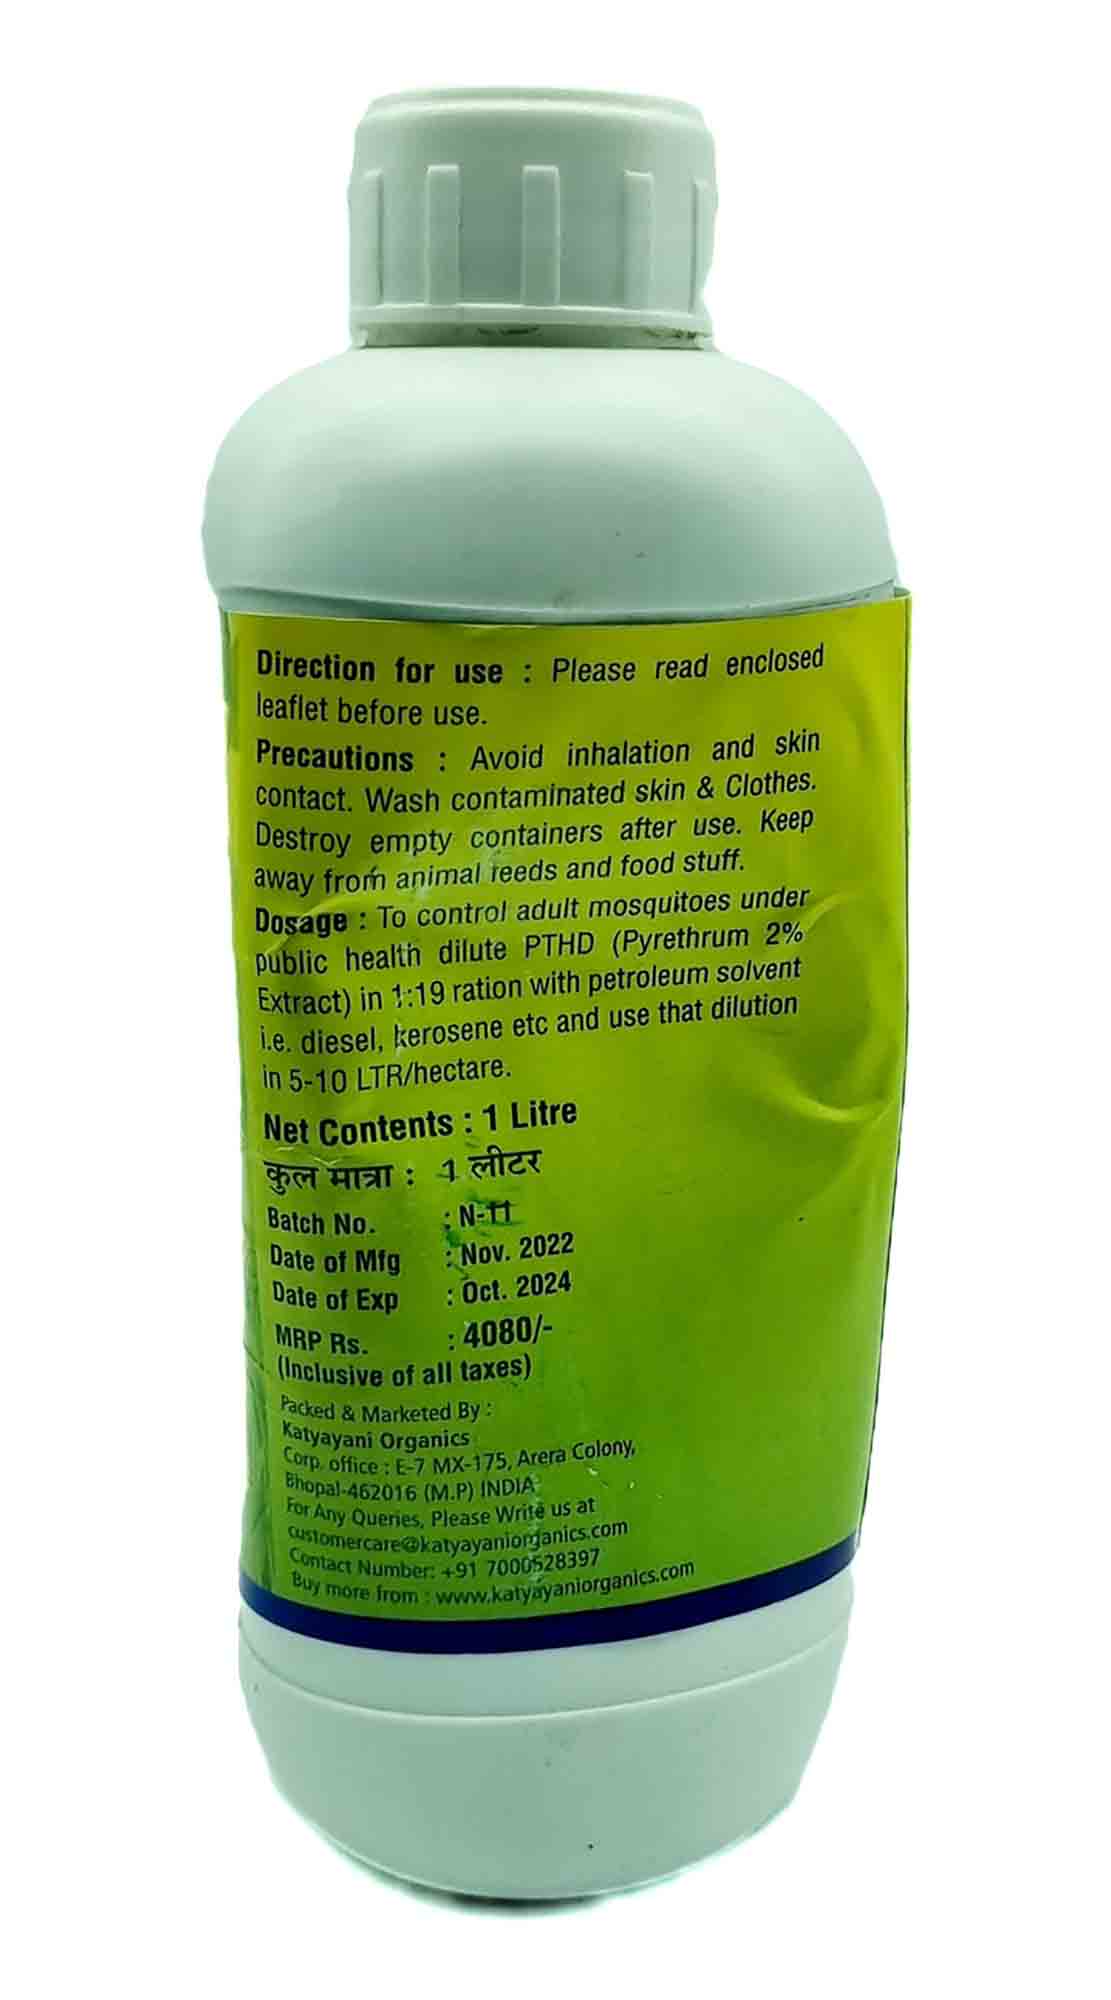 Direction for use : Please read enclosed
leaflet before use.
Precautions : Avoid inhalation and skin
contact. Wash contaminated skin & Clothes.
Destroy empty containers after use. Keep
away from animal feeds and food stuff.
Dosage : To control adult mosquitoes under
public health dilute PTHD (Pyrethrum 2%
Extract) in 1:19 ration with petroleum solvent
i.e. diesel, kerosene etc and use that dilution
in 5-10 LTR/hectare.
Net Contents : 1 Litre
कुल मात्रा : 1 लीटर
Batch No. : N-11
Date of Mfg : Nov. 2022
Date of Exp : Oct. 2024
MRP Rs. : 4080/-
(Inclusive of all taxes)
Packed & Marketed By :
Katyayani Organics
Corp. office : E-7 MX-175, Arera Colony,
Bhopal-462016 (M.P) INDIA
For Any Queries, Please Write us at
customercare@katyayaniorganics.com
Contact Number: +91 7000528397
Buy more from : www.katyayaniorganics.com